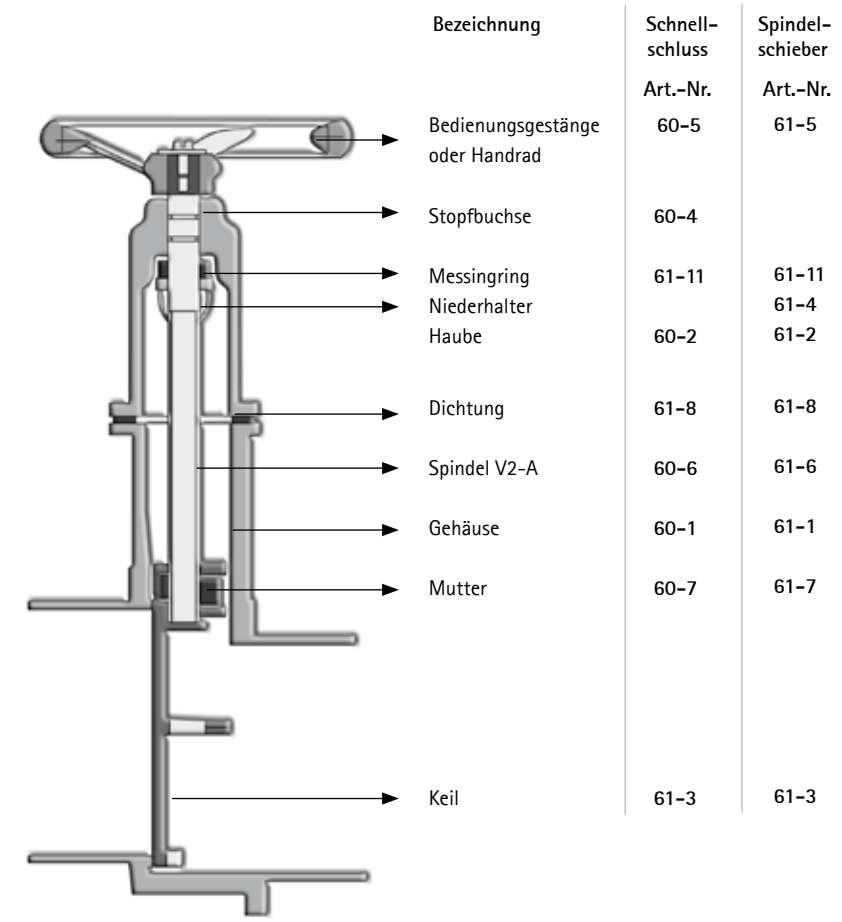 Bezeichnung Schnell- Spindel-
schluss schieber
Art.-Nr. Art.-Nr.
Bedienungsgestänge 60-5 61-5
oder Handrad
Stopfbuchse 60-4
Messingring 61-11 61-11
Niederhalter 61-4
Haube 60-2 61-2
Dichtung 61-8 61-8
Spindel V2-A 60-6 61-6
Gehäuse 60-1 61-1
Mutter 60-7 61-7
Keil 61-3 61-3